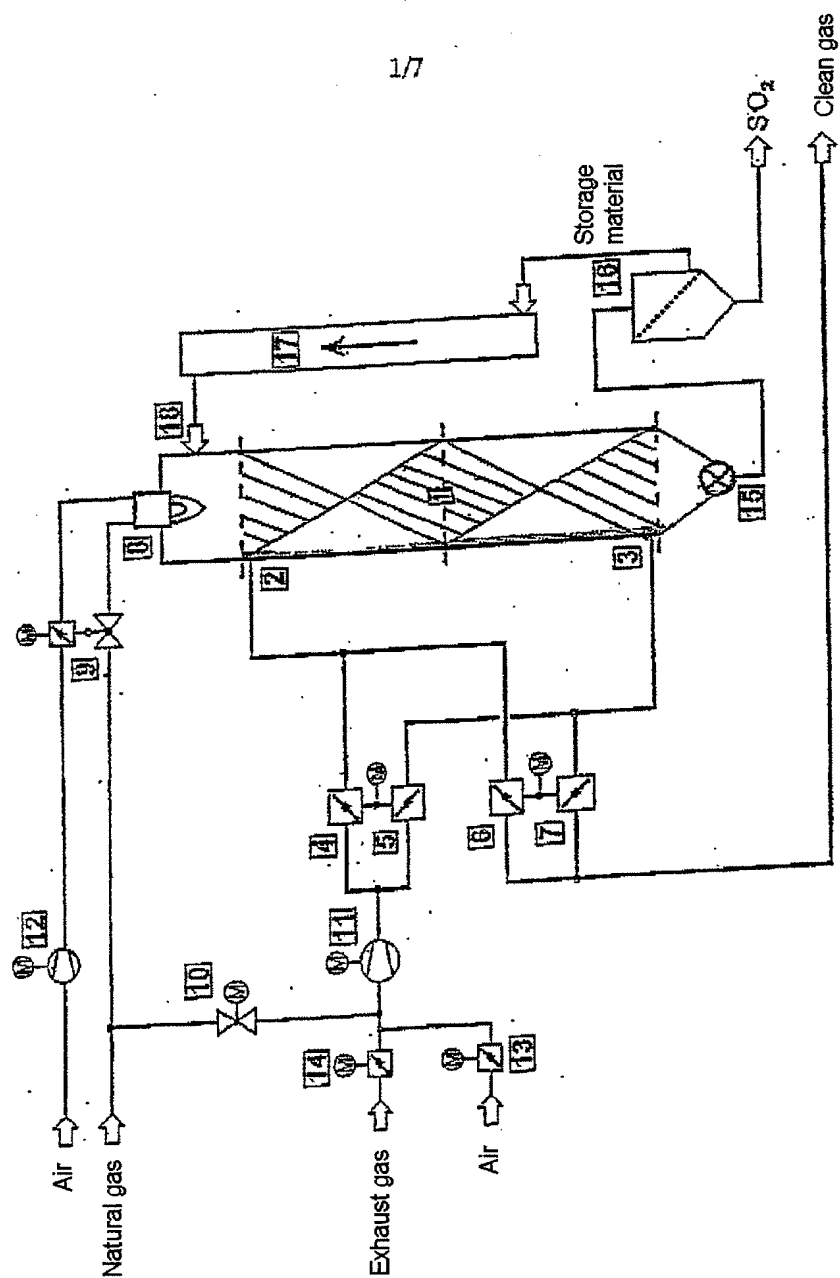 1/7
Air
Natural gas
Exhaust gas
Air
Clean gas
SO₂
Storage
material
M
12
M
9
8
18
17
16
10
M
M
11
14
M
M
13
4
M
5
6
M
7
2
1
3
15